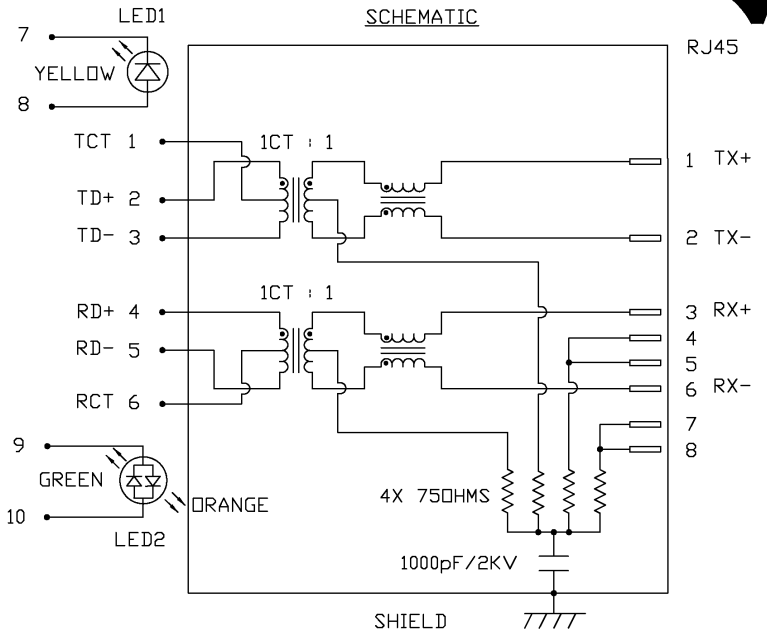 SCHEMATIC
LED1
7
YELLOW
8
RJ45
TCT 1
1CT : 1
1 TX+
TD+ 2
TD- 3
2 TX-
RD+ 4
1CT : 1
3 RX+
4
RD- 5
5
6 RX-
RCT 6
7
8
9
GREEN
10
ORANGE
LED2
4X 75OHMS
1000pF/2KV
SHIELD